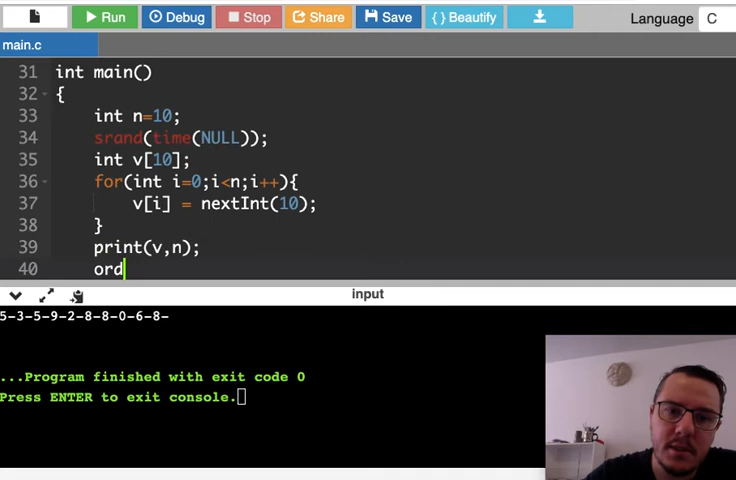 Run Debug Stop Share Save { } Beautify Language C
main.c
31 int main()
32 {
33 int n=10;
34 srand(time(NULL));
35 int v[10];
36 for(int i=0;i<n;i++){
37 v[i] = nextInt(10);
38 }
39 print(v,n);
40 ord
input
5-3-5-9-2-8-8-0-6-8-
...Program finished with exit code 0
Press ENTER to exit console.